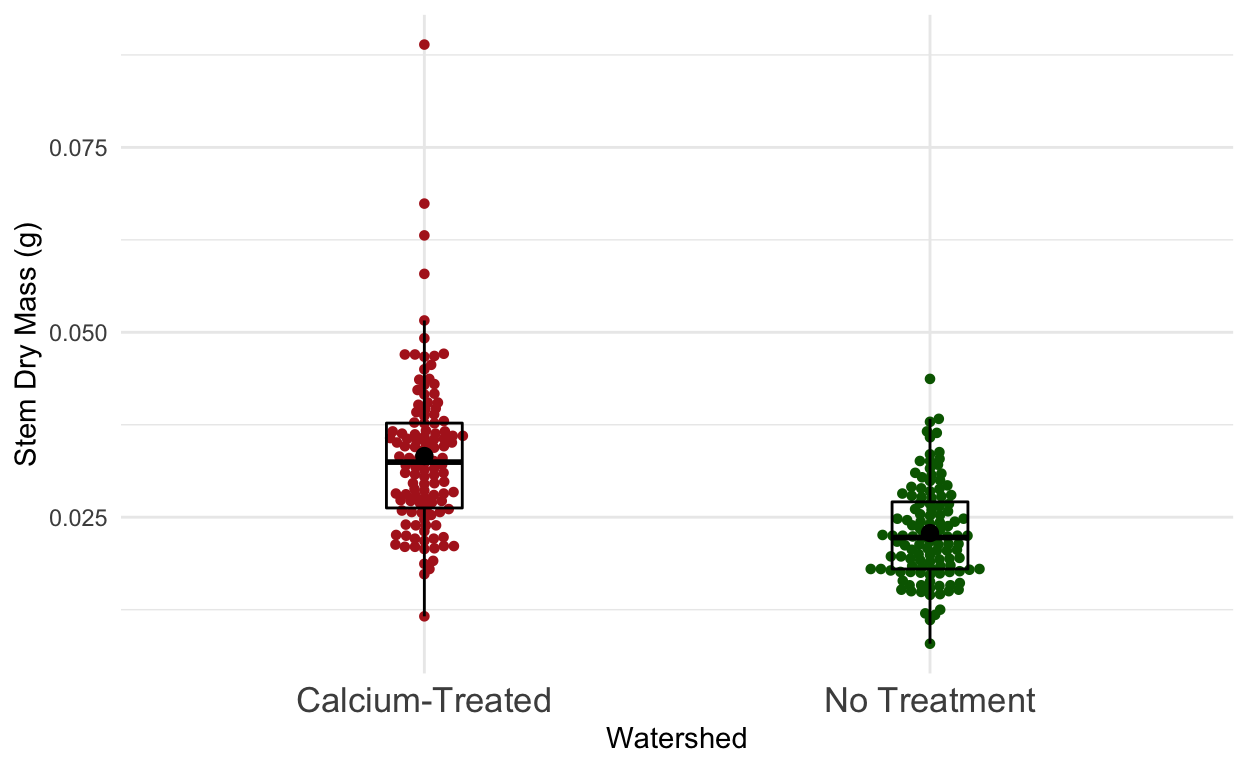 Stem Dry Mass (g)
0.075
0.050
0.025
Calcium-Treated
No Treatment
Watershed